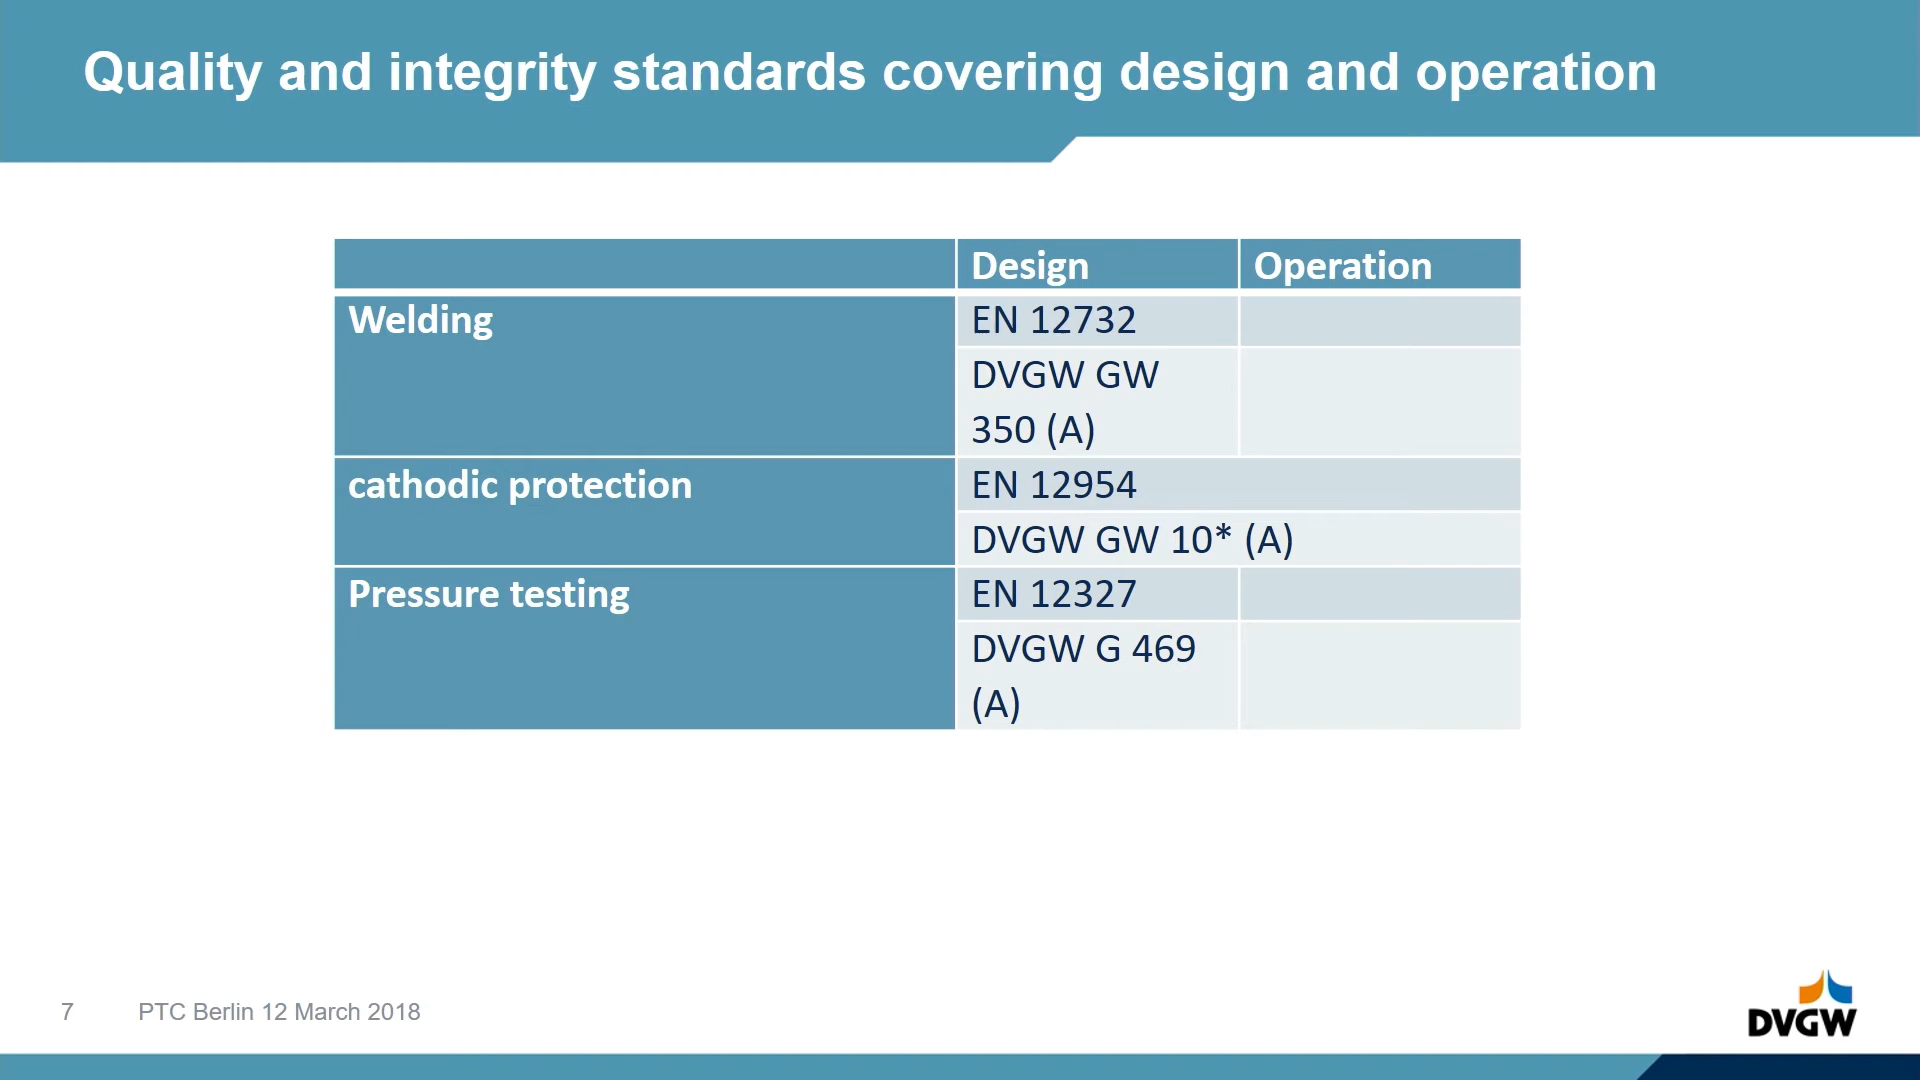 Quality and integrity standards covering design and operation
Design Operation
Welding EN 12732
DVGW GW
350 (A)
cathodic protection EN 12954
DVGW GW 10* (A)
Pressure testing EN 12327
DVGW G 469
(A)
7 PTC Berlin 12 March 2018
DVGW